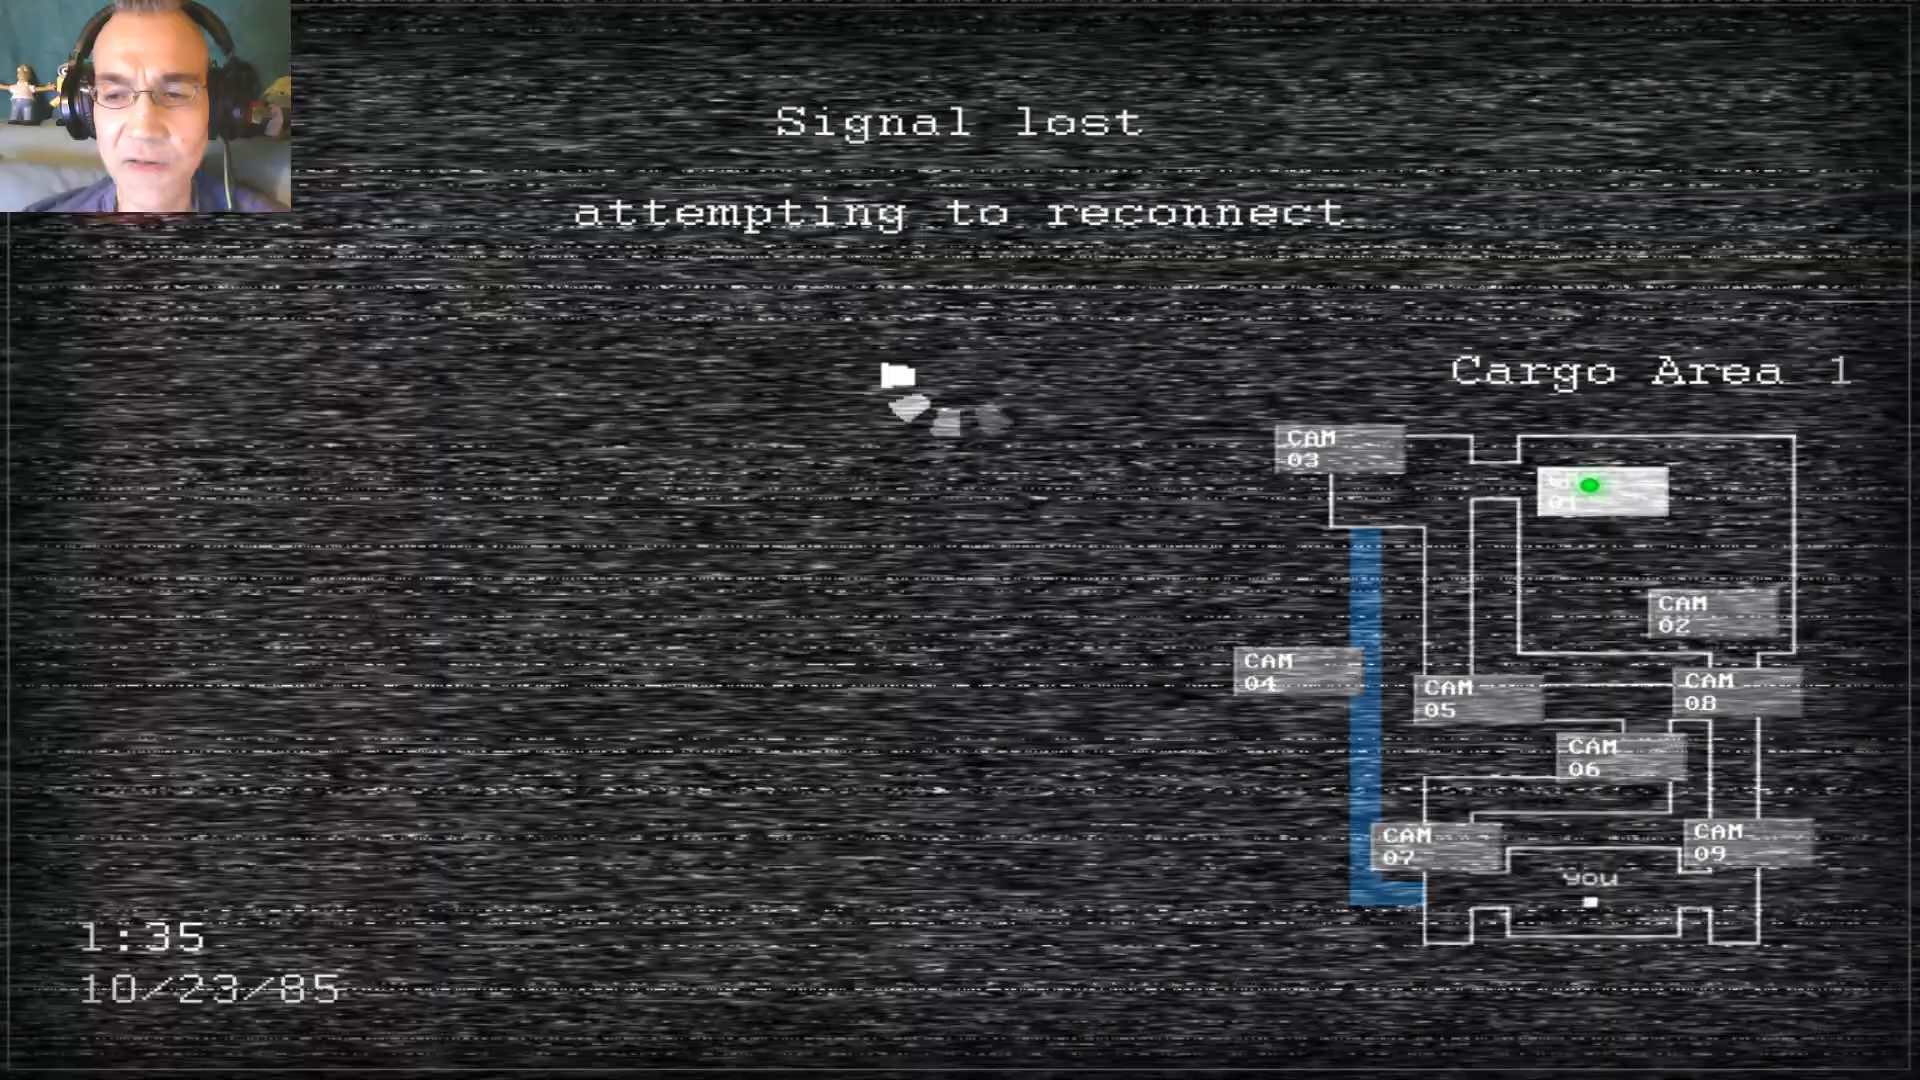 Signal lost
attempting to reconnect
Cargo Area 1
CAM
03
01
CAM
02
CAM
04
CAM
05
CAM
08
CAM
06
CAM
07
CAM
09
You
1:35
10/23/85